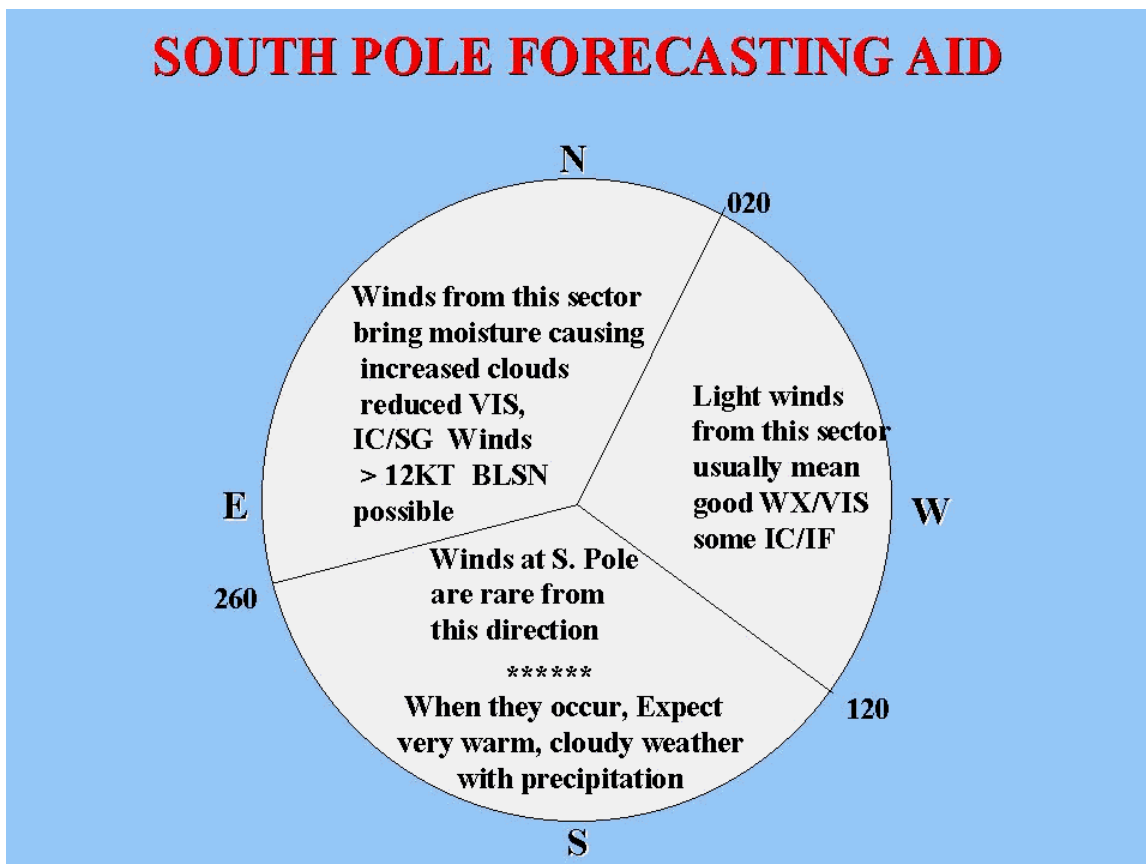 SOUTH POLE FORECASTING AID
N
020
Winds from this sector
bring moisture causing
increased clouds
reduced VIS,
IC/SG Winds
> 12KT BLSN
possible
Light winds
from this sector
usually mean
good WX/VIS
some IC/IF
E
W
260
Winds at S. Pole
are rare from
this direction
******
When they occur, Expect
very warm, cloudy weather
with precipitation
120
S